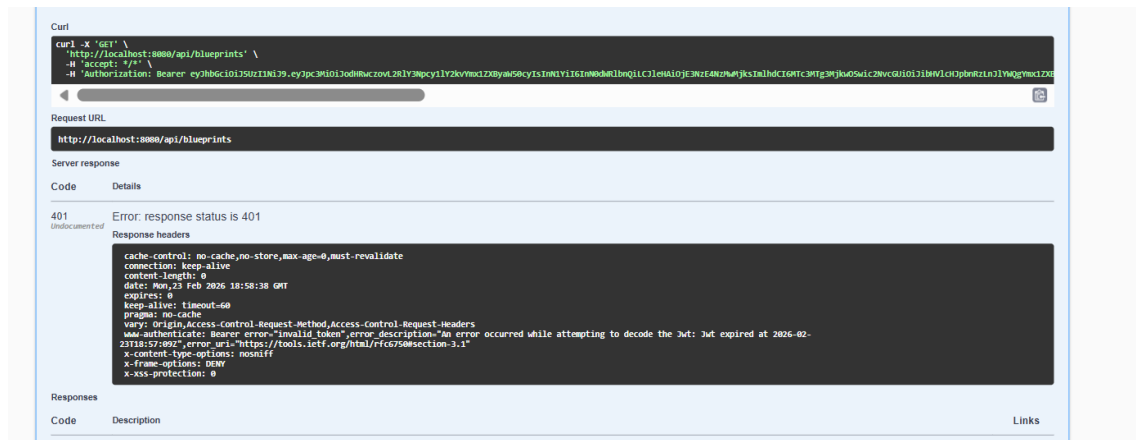 Curl
curl -X 'GET' \
'http://localhost:8080/api/blueprints' \
-H 'accept: */*' \
-H 'Authorization: Bearer
Request URL
http://localhost:8080/api/blueprints
Server response
Code Details
401 Error: response status is 401
Undocumented
Response headers
cache-control: no-cache,no-store,max-age=0,must-revalidate
connection: keep-alive
content-length: 0
date: Mon,23 Feb 2026 18:58:38 GMT
expires: 0
keep-alive: timeout=60
pragma: no-cache
vary: Origin,Access-Control-Request-Method,Access-Control-Request-Headers
www-authenticate: Bearer error="invalid_token",error_description="An error occurred while attempting to decode the Jwt: Jwt expired at 2026-02-
23T18:57:09Z",error_uri="https://tools.ietf.org/html/rfc6750#section-3.1"
x-content-type-options: nosniff
x-frame-options: DENY
x-xss-protection: 0
Responses
Code Description Links